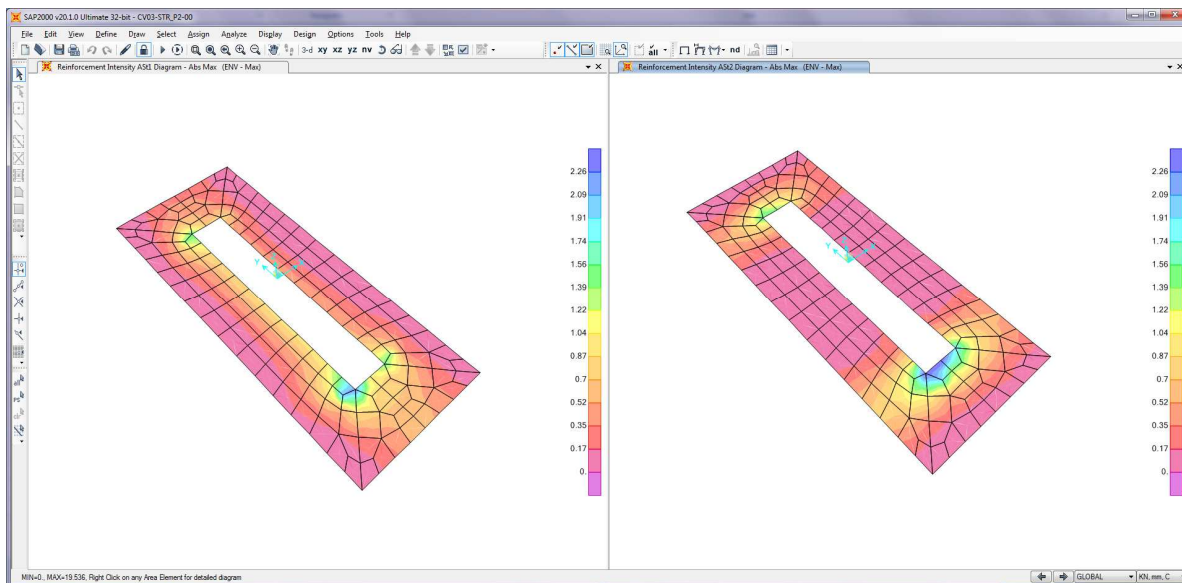 SAP2000 v20.1.0 Ultimate 32-bit - CV03-STR_P2-00
File Edit View Define Draw Select Assign Analyze Display Design Options Tools Help
3-d xy xz yz nv all nd
Reinforcement Intensity ASt1 Diagram - Abs Max (ENV - Max)
Reinforcement Intensity ASt2 Diagram - Abs Max (ENV - Max)
2.26
2.09
1.91
1.74
1.56
1.39
1.22
1.04
0.87
0.7
0.52
0.35
0.17
0.
2.26
2.09
1.91
1.74
1.56
1.39
1.22
1.04
0.87
0.7
0.52
0.35
0.17
0.
Y
Y
MIN=0., MAX=19.536, Right Click on any Area Element for detailed diagram
GLOBAL
KN, mm, C